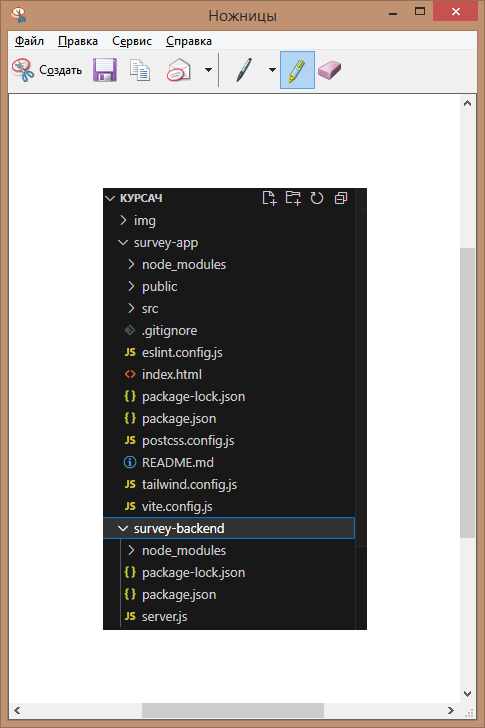 Ножницы
Файл Правка Сервис Справка
Создать
КУРСАЧ
img
survey-app
node_modules
public
src
.gitignore
JS eslint.config.js
<> index.html
{} package-lock.json
{} package.json
JS postcss.config.js
README.md
JS tailwind.config.js
JS vite.config.js
survey-backend
node_modules
{} package-lock.json
{} package.json
JS server.js